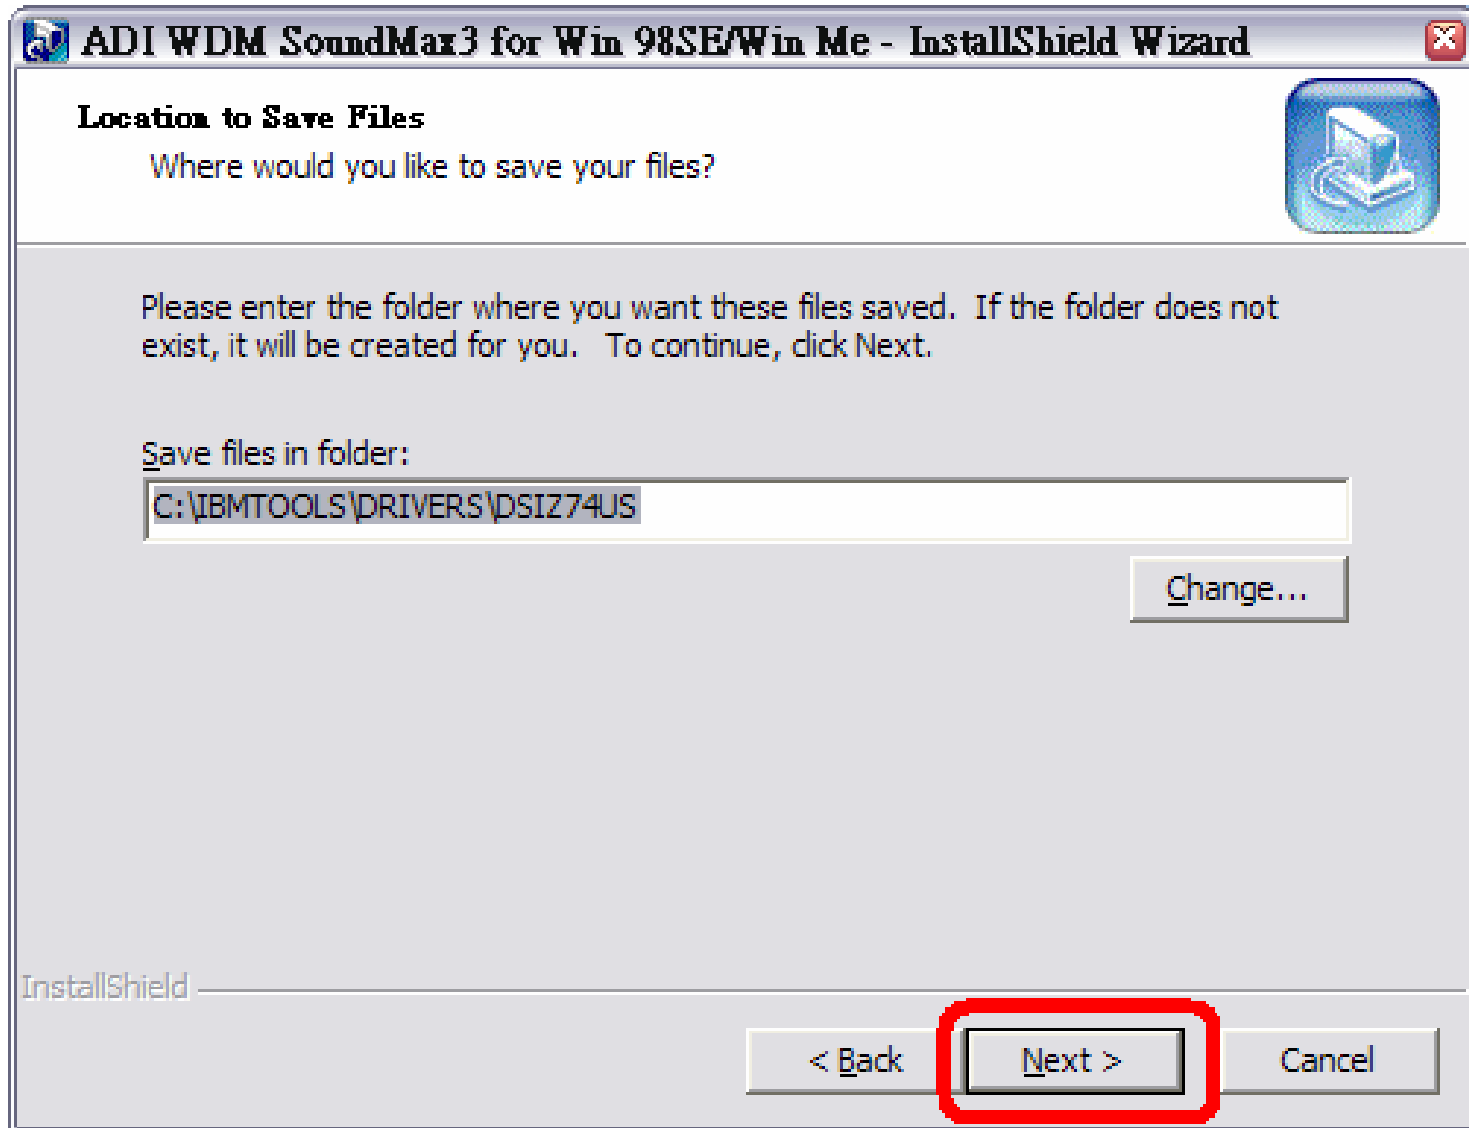 ADI WDM SoundMax3 for Win 98SE/Win Me - InstallShield Wizard
Location to Save Files
Where would you like to save your files?
Please enter the folder where you want these files saved.  If the folder does not
exist, it will be created for you.   To continue, click Next.
Save files in folder:
C:\IBMTOOLS\DRIVERS\DSIZ74US
Change...
InstallShield
< Back
Next >
Cancel